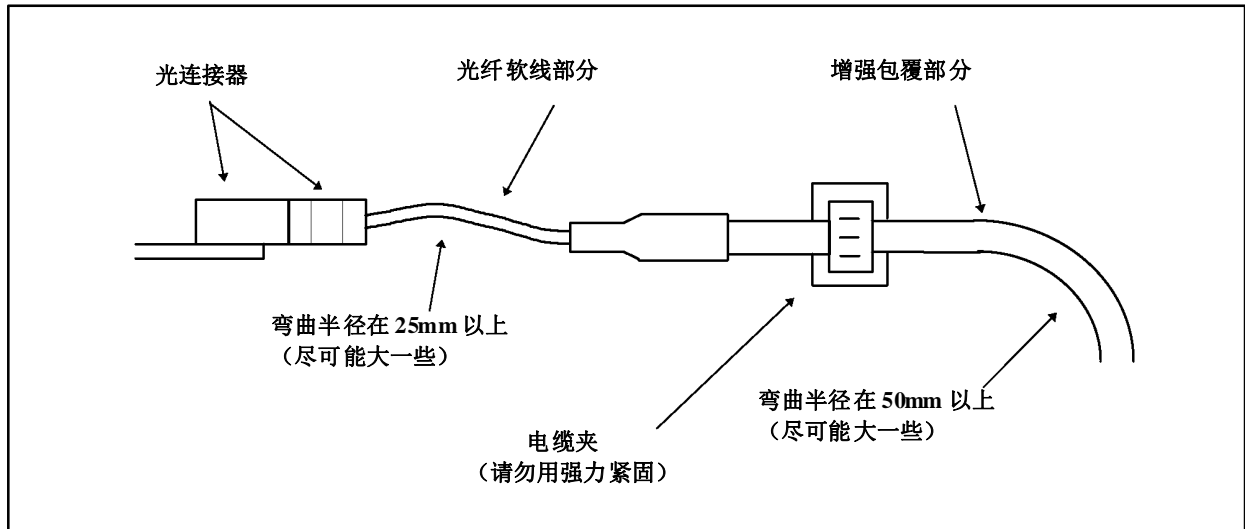 光连接器
光纤软线部分
增强包覆部分
弯曲半径在 25mm 以上
（尽可能大一些）
弯曲半径在 50mm 以上
（尽可能大一些）
电缆夹
（请勿用强力紧固）